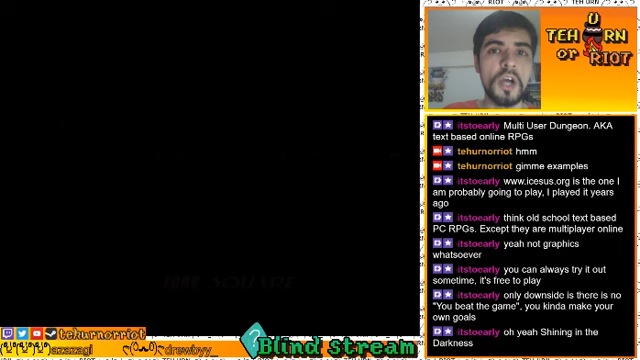 TEH URN
or RIOT
itstoearly Multi User Dungeon. AKA
text based online RPGs
tehurnorriot hmm
tehurnorriot gimme examples
itstoearly www.icesus.org is the one I
am probably going to play, I played it years
ago
itstoearly think old school text based
PC RPGs. Except they are multiplayer online
itstoearly yeah not graphics
whatsoever
itstoearly you can always try it out
sometime, it's free to play
itstoearly only downside is there is no
"You beat the game", you kinda make your
own goals
itstoearly oh yeah Shining in the
Darkness
SQUARE
tehurnorriot
drewbyy
Blind Stream